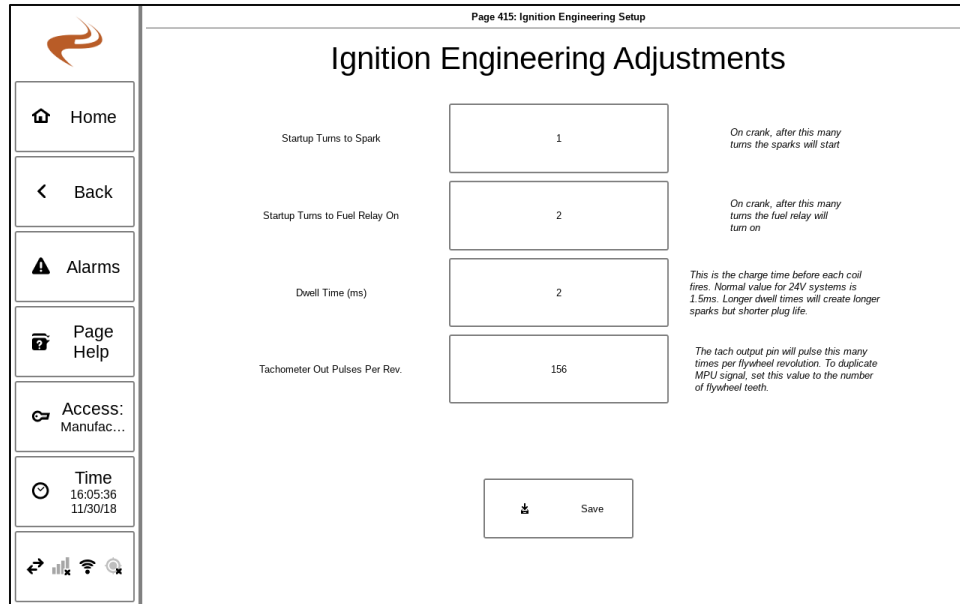 Page 415: Ignition Engineering Setup
Ignition Engineering Adjustments
Home
Back
Alarms
Page
Help
Access:
Manufac...
Time
16:05:36
11/30/18
Startup Turns to Spark
1
On crank, after this many
turns the sparks will start
Startup Turns to Fuel Relay On
2
On crank, after this many
turns the fuel relay will
turn on
Dwell Time (ms)
2
This is the charge time before each coil
fires. Normal value for 24V systems is
1.5ms. Longer dwell times will create longer
sparks but shorter plug life.
Tachometer Out Pulses Per Rev.
156
The tach output pin will pulse this many
times per flywheel revolution. To duplicate
MPU signal, set this value to the number
of flywheel teeth.
Save